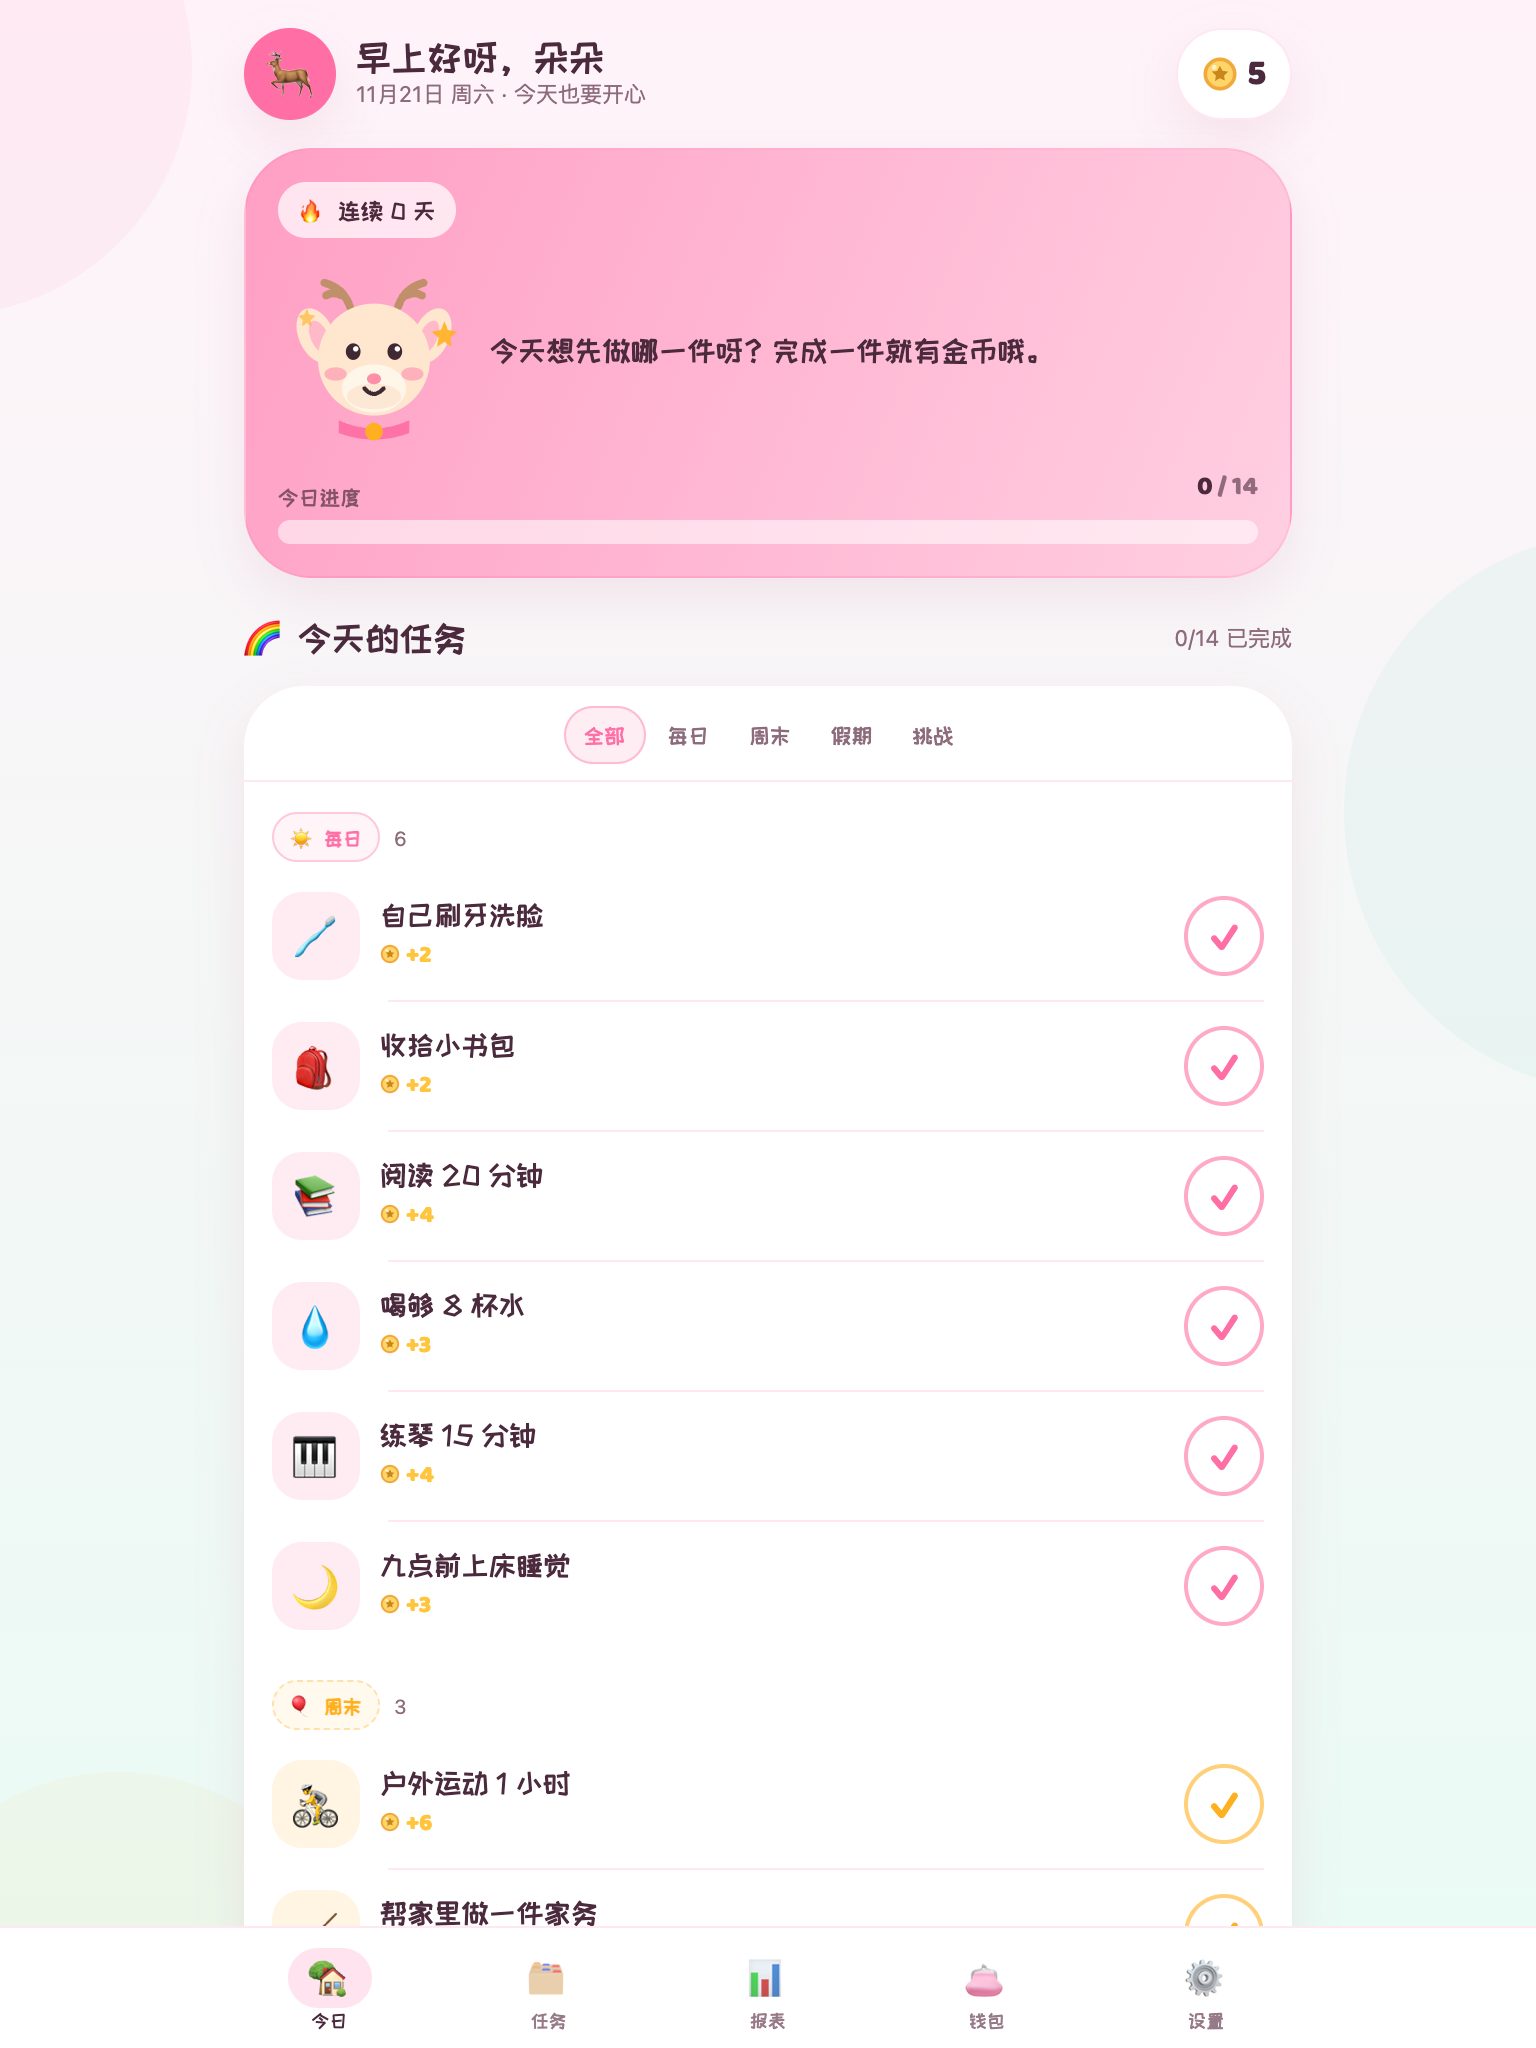 早上好呀，朵朵
11月21日 周六 · 今天也要开心
5
连续 0 天
今天想先做哪一件呀？完成一件就有金币哦。
今日进度
0 / 14
今天的任务
0/14 已完成
全部 每日 周末 假期 挑战
每日 6
自己刷牙洗脸
+2
收拾小书包
+2
阅读 20 分钟
+4
喝够 8 杯水
+3
练琴 15 分钟
+4
九点前上床睡觉
+3
周末 3
户外运动 1 小时
+6
帮家里做一件家务
今日 任务 报表 钱包 设置